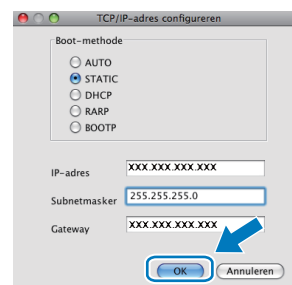 TCP/IP-adres configureren
Boot-methode
AUTO
STATIC
DHCP
RARP
BOOTP
IP-adres XXX.XXX.XXX.XXX
Subnetmasker 255.255.255.0
Gateway XXX.XXX.XXX.XXX
OK Annuleren